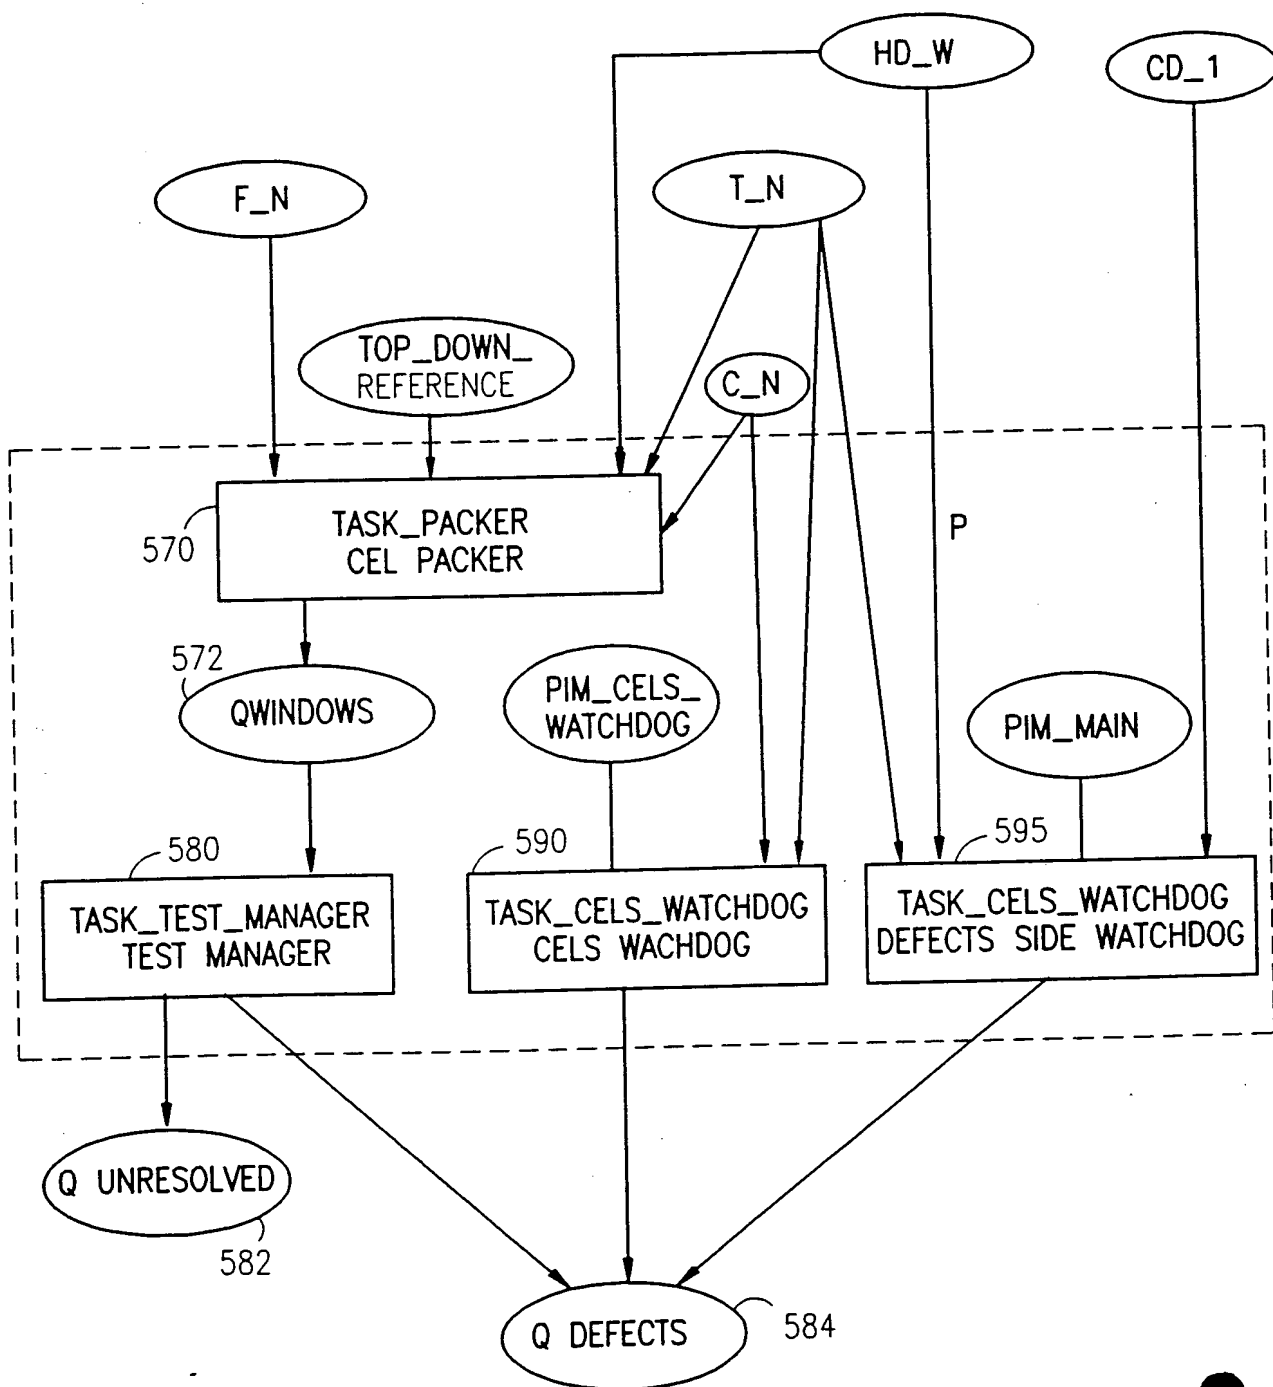 HD_W
CD_1
F_N
T_N
TOP_DOWN_
REFERENCE
C_N
TASK_PACKER
CEL PACKER
570
P
572
QWINDOWS
PIM_CELS_
WATCHDOG
PIM_MAIN
580
590
595
TASK_TEST_MANAGER
TEST MANAGER
TASK_CELS_WATCHDOG
CELS WACHDOG
TASK_CELS_WATCHDOG
DEFECTS SIDE WATCHDOG
Q UNRESOLVED
582
Q DEFECTS
584